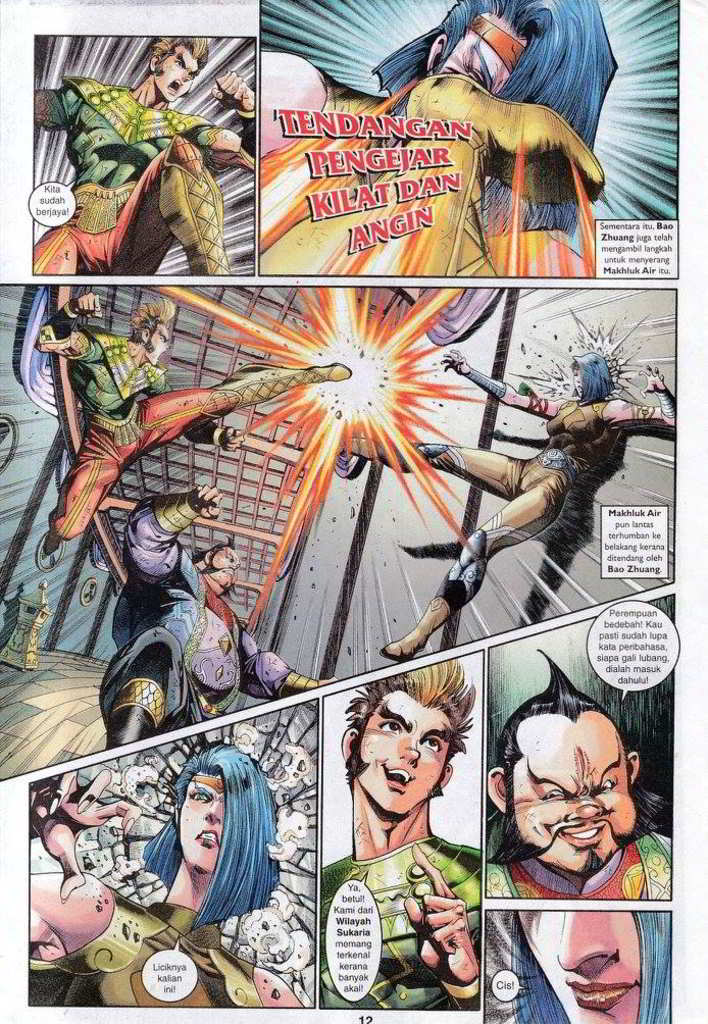 Kita
sudah
berjaya!
TENDANGAN
PENGEJAR
KILAT DAN
ANGIN
Sementara itu, Bao
Zhuang juga telah
mengambil langkah
untuk menyerang
Makhluk Air itu.
Makhluk Air
pun lantas
terhumban ke
belakang kerana
ditendang oleh
Bao Zhuang.
Perempuan
bedebah! Kau
pasti sudah lupa
kata peribahasa,
siapa gali lubang,
dialah masuk
dahulu!
Liciknya
kalian
ini!
Ya,
betul!
Kami dari
Wilayah
Sukaria
memang
terkenal
kerana
banyak
akal!
Cis!
12